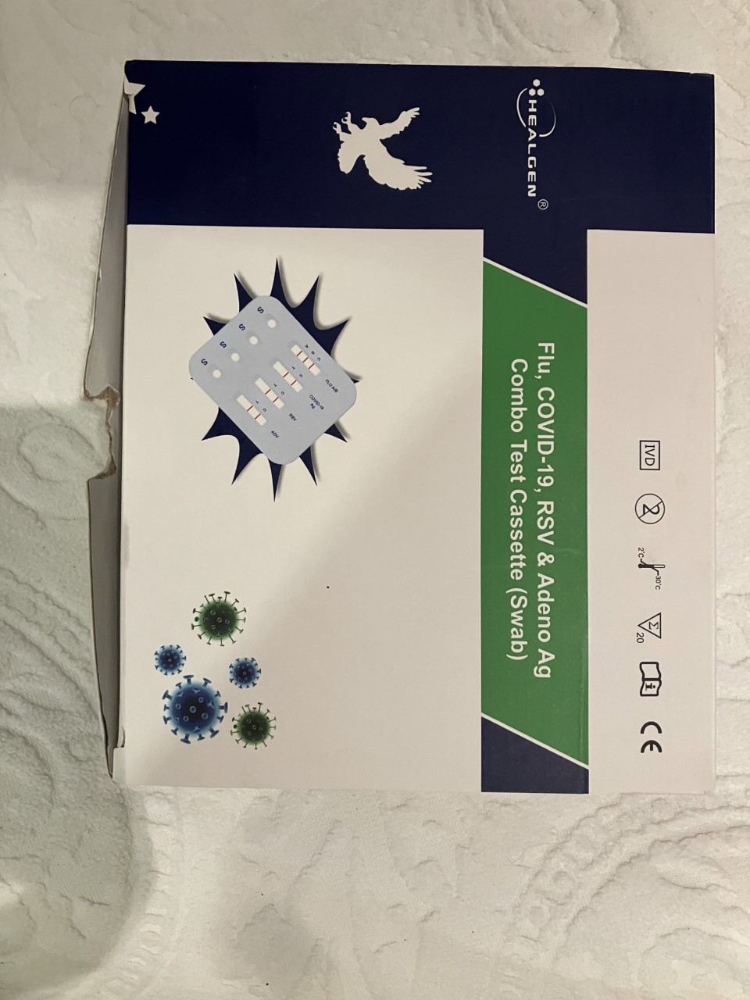 HEALGEN®
Flu, COVID-19, RSV & Adeno Ag
Combo Test Cassette (Swab)
IVD
2
2°C
30°C
Σ
20
i
CE
FLU A/B
COVID-19
Ag
RSV
ADV
S
S
S
S
C
B
A
C
T
C
T
C
T